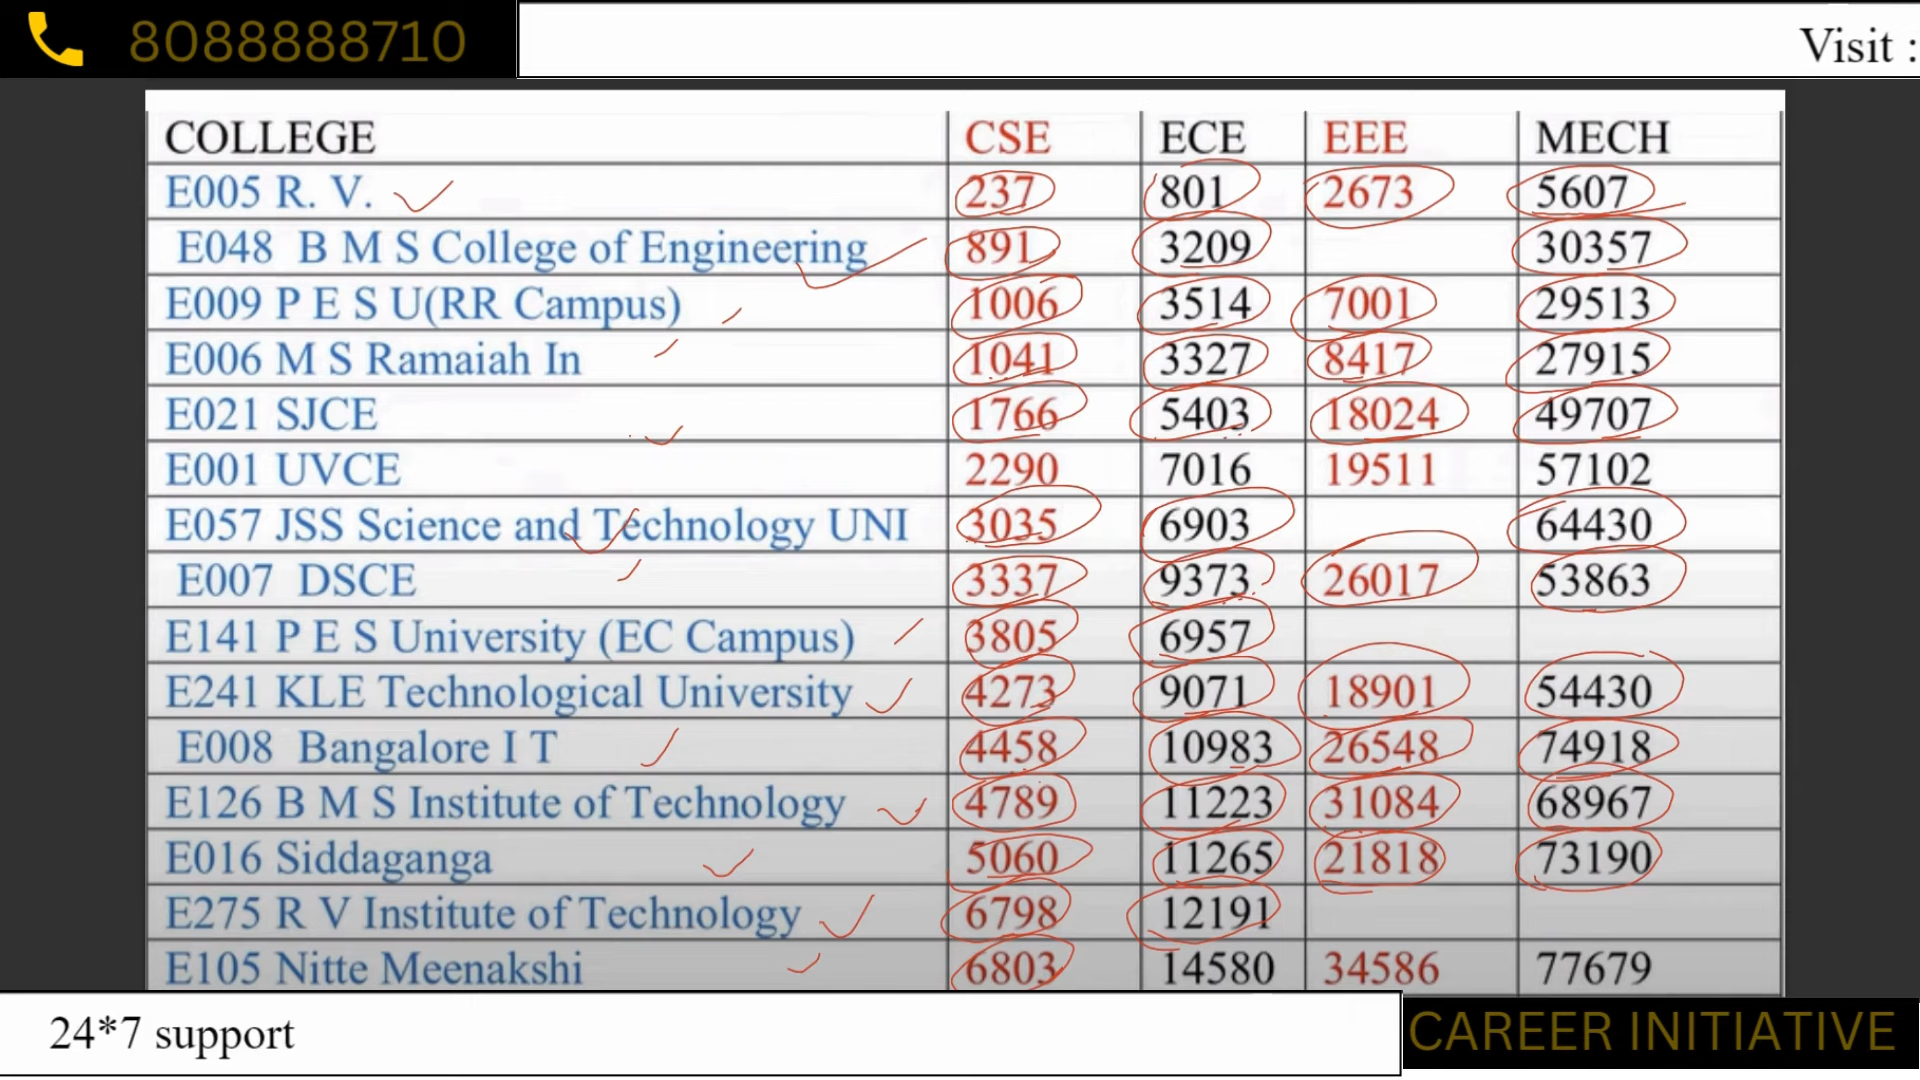 8088888710
Visit :
COLLEGE CSE ECE EEE MECH
E005 R. V. 237 801 2673 5607
E048 B M S College of Engineering 891 3209 30357
E009 P E S U(RR Campus) 1006 3514 7001 29513
E006 M S Ramaiah In 1041 3327 8417 27915
E021 SJCE 1766 5403 18024 49707
E001 UVCE 2290 7016 19511 57102
E057 JSS Science and Technology UNI 3035 6903 64430
E007 DSCE 3337 9373 26017 53863
E141 P E S University (EC Campus) 3805 6957
E241 KLE Technological University 4273 9071 18901 54430
E008 Bangalore I T 4458 10983 26548 74918
E126 B M S Institute of Technology 4789 11223 31084 68967
E016 Siddaganga 5060 11265 21818 73190
E275 R V Institute of Technology 6798 12191
E105 Nitte Meenakshi 6803 14580 34586 77679
24*7 support
CAREER INITIATIVE